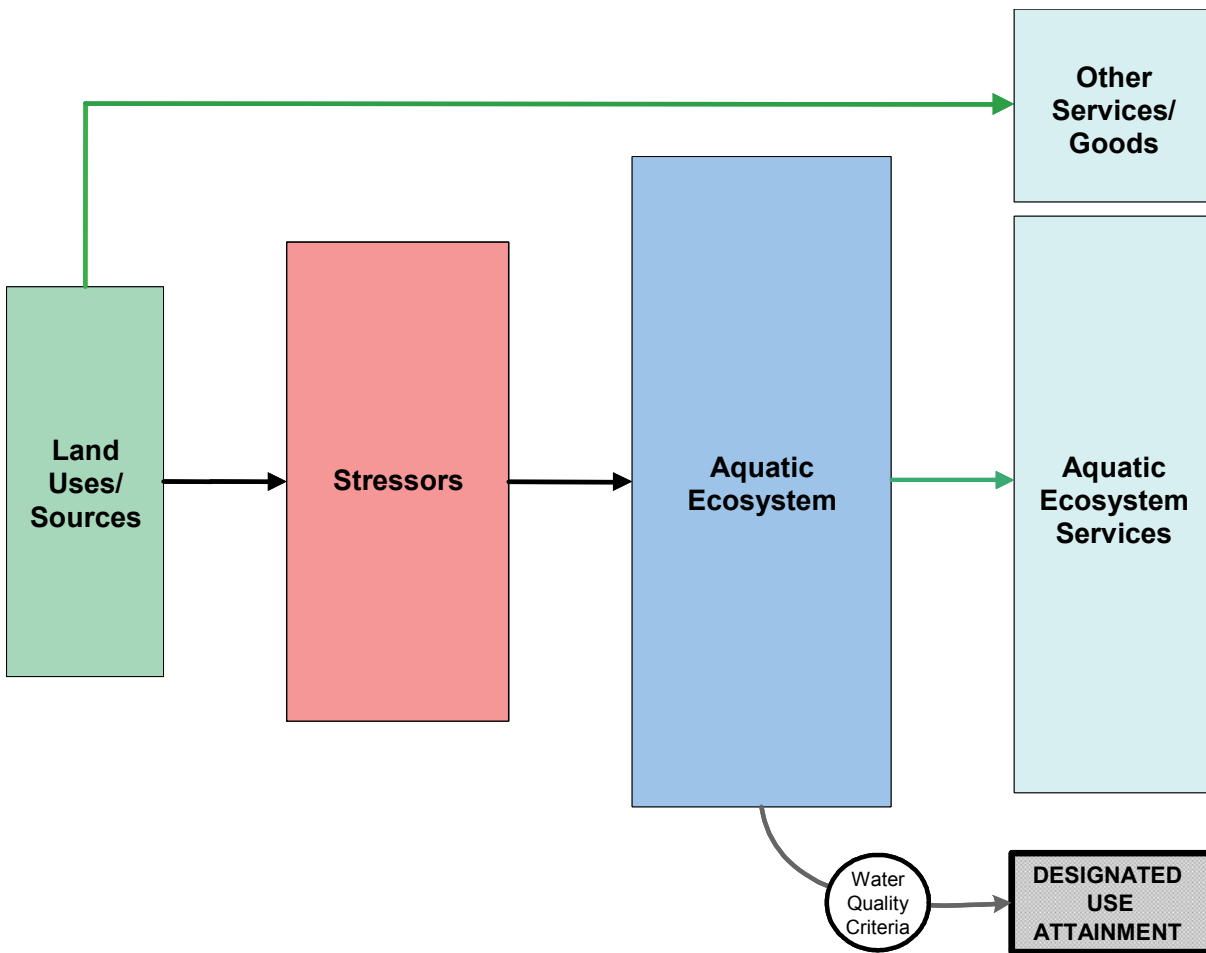 Other
Services/
Goods
Land
Uses/
Sources
Stressors
Aquatic
Ecosystem
Aquatic
Ecosystem
Services
Water
Quality
Criteria
DESIGNATED
USE
ATTAINMENT